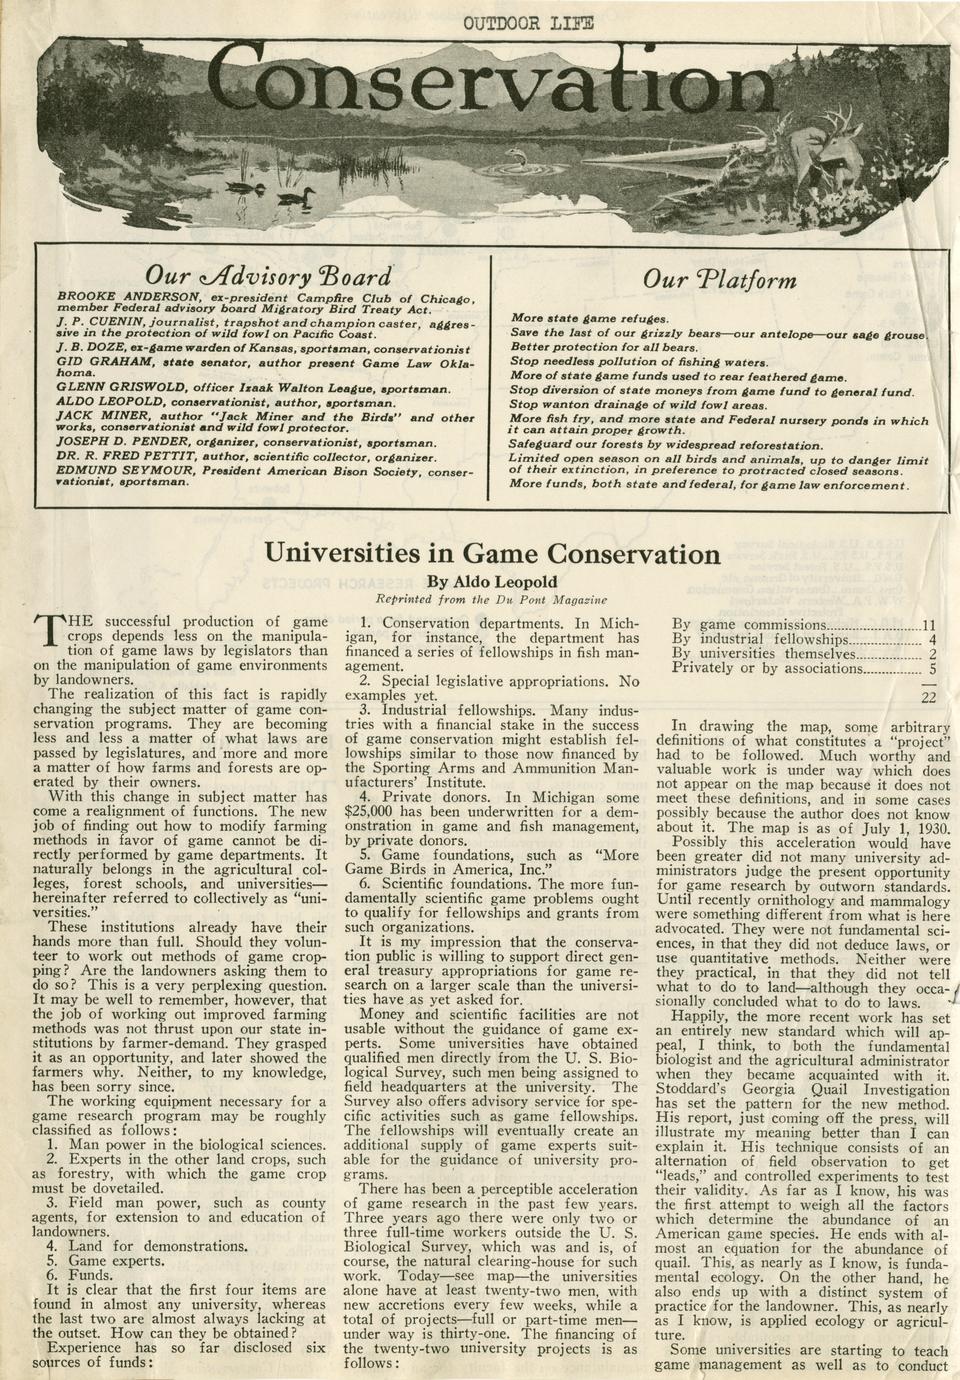 OUTDOOR LIFE
Conservation
Our Advisory Board
BROOKE ANDERSON, ex-president Campfire Club of Chicago,
member Federal advisory board Migratory Bird Treaty Act.
J. P. CUENIN, journalist, trapshot and champion caster, aggres-
sive in the protection of wild fowl on Pacific Coast.
J. B. DOZE, ex-game warden of Kansas, sportsman, conservationist
GID GRAHAM, state senator, author present Game Law Okla-
homa.
GLENN GRISWOLD, officer Izaak Walton League, sportsman.
ALDO LEOPOLD, conservationist, author, sportsman.
JACK MINER, author "Jack Miner and the Birds" and other
works, conservationist and wild fowl protector.
JOSEPH D. PENDER, organizer, conservationist, sportsman.
DR. R. FRED PETTIT, author, scientific collector, organizer.
EDMUND SEYMOUR, President American Bison Society, conser-
vationist, sportsman.
Our Platform
More state game refuges.
Save the last of our grizzly bears—our antelope—our sage grouse.
Better protection for all bears.
Stop needless pollution of fishing waters.
More of state game funds used to rear feathered game.
Stop diversion of state moneys from game fund to general fund.
Stop wanton drainage of wild fowl areas.
More fish fry, and more state and Federal nursery ponds in which
it can attain proper growth.
Safeguard our forests by widespread reforestation.
Limited open season on all birds and animals, up to danger limit
of their extinction, in preference to protracted closed seasons.
More funds, both state and federal, for game law enforcement.
Universities in Game Conservation
By Aldo Leopold
Reprinted from the Du Pont Magazine
THE successful production of game
crops depends less on the manipula-
tion of game laws by legislators than
on the manipulation of game environments
by landowners.
The realization of this fact is rapidly
changing the subject matter of game con-
servation programs. They are becoming
less and less a matter of what laws are
passed by legislatures, and more and more
a matter of how farms and forests are op-
erated by their owners.
With this change in subject matter has
come a realignment of functions. The new
job of finding out how to modify farming
methods in favor of game cannot be di-
rectly performed by game departments. It
naturally belongs in the agricultural col-
leges, forest schools, and universities—
hereinafter referred to collectively as "uni-
versities."
These institutions already have their
hands more than full. Should they volun-
teer to work out methods of game crop-
ping? Are the landowners asking them to
do so? This is a very perplexing question.
It may be well to remember, however, that
the job of working out improved farming
methods was not thrust upon our state in-
stitutions by farmer-demand. They grasped
it as an opportunity, and later showed the
farmers why. Neither, to my knowledge,
has been sorry since.
The working equipment necessary for a
game research program may be roughly
classified as follows:
1. Man power in the biological sciences.
2. Experts in the other land crops, such
as forestry, with which the game crop
must be dovetailed.
3. Field man power, such as county
agents, for extension to and education of
landowners.
4. Land for demonstrations.
5. Game experts.
6. Funds.
It is clear that the first four items are
found in almost any university, whereas
the last two are almost always lacking at
the outset. How can they be obtained?
Experience has so far disclosed six
sources of funds:
1. Conservation departments. In Mich-
igan, for instance, the department has
financed a series of fellowships in fish man-
agement.
2. Special legislative appropriations. No
examples yet.
3. Industrial fellowships. Many indus-
tries with a financial stake in the success
of game conservation might establish fel-
lowships similar to those now financed by
the Sporting Arms and Ammunition Man-
ufacturers' Institute.
4. Private donors. In Michigan some
$25,000 has been underwritten for a dem-
onstration in game and fish management,
by private donors.
5. Game foundations, such as "More
Game Birds in America, Inc."
6. Scientific foundations. The more fun-
damentally scientific game problems ought
to qualify for fellowships and grants from
such organizations.
It is my impression that the conserva-
tion public is willing to support direct gen-
eral treasury appropriations for game re-
search on a larger scale than the universi-
ties have as yet asked for.
Money and scientific facilities are not
usable without the guidance of game ex-
perts. Some universities have obtained
qualified men directly from the U. S. Bio-
logical Survey, such men being assigned to
field headquarters at the university. The
Survey also offers advisory service for spe-
cific activities such as game fellowships.
The fellowships will eventually create an
additional supply of game experts suit-
able for the guidance of university pro-
grams.
There has been a perceptible acceleration
of game research in the past few years.
Three years ago there were only two or
three full-time workers outside the U. S.
Biological Survey, which was and is, of
course, the natural clearing-house for such
work. Today—see map—the universities
alone have at least twenty-two men, with
new accretions every few weeks, while a
total of projects—full or part-time men—
under way is thirty-one. The financing of
the twenty-two university projects is as
follows:
By game commissions..........................11
By industrial fellowships................ 4
By universities themselves.................. 2
Privately or by associations................ 5
22
In drawing the map, some arbitrary
definitions of what constitutes a "project"
had to be followed. Much worthy and
valuable work is under way which does
not appear on the map because it does not
meet these definitions, and in some cases
possibly because the author does not know
about it. The map is as of July 1, 1930.
Possibly this acceleration would have
been greater did not many university ad-
ministrators judge the present opportunity
for game research by outworn standards.
Until recently ornithology and mammalogy
were something different from what is here
advocated. They were not fundamental sci-
ences, in that they did not deduce laws, or
use quantitative methods. Neither were
they practical, in that they did not tell
what to do to land—although they occa-
sionally concluded what to do to laws.
Happily, the more recent work has set
an entirely new standard which will ap-
peal, I think, to both the fundamental
biologist and the agricultural administrator
when they became acquainted with it.
Stoddard's Georgia Quail Investigation
has set the pattern for the new method.
His report, just coming off the press, will
illustrate my meaning better than I can
explain it. His technique consists of an
alternation of field observation to get
"leads," and controlled experiments to test
their validity. As far as I know, his was
the first attempt to weigh all the factors
which determine the abundance of an
American game species. He ends with al-
most an equation for the abundance of
quail. This, as nearly as I know, is funda-
mental ecology. On the other hand, he
also ends up with a distinct system of
practice for the landowner. This, as nearly
as I know, is applied ecology or agricul-
ture.
Some universities are starting to teach
game management as well as to conduct